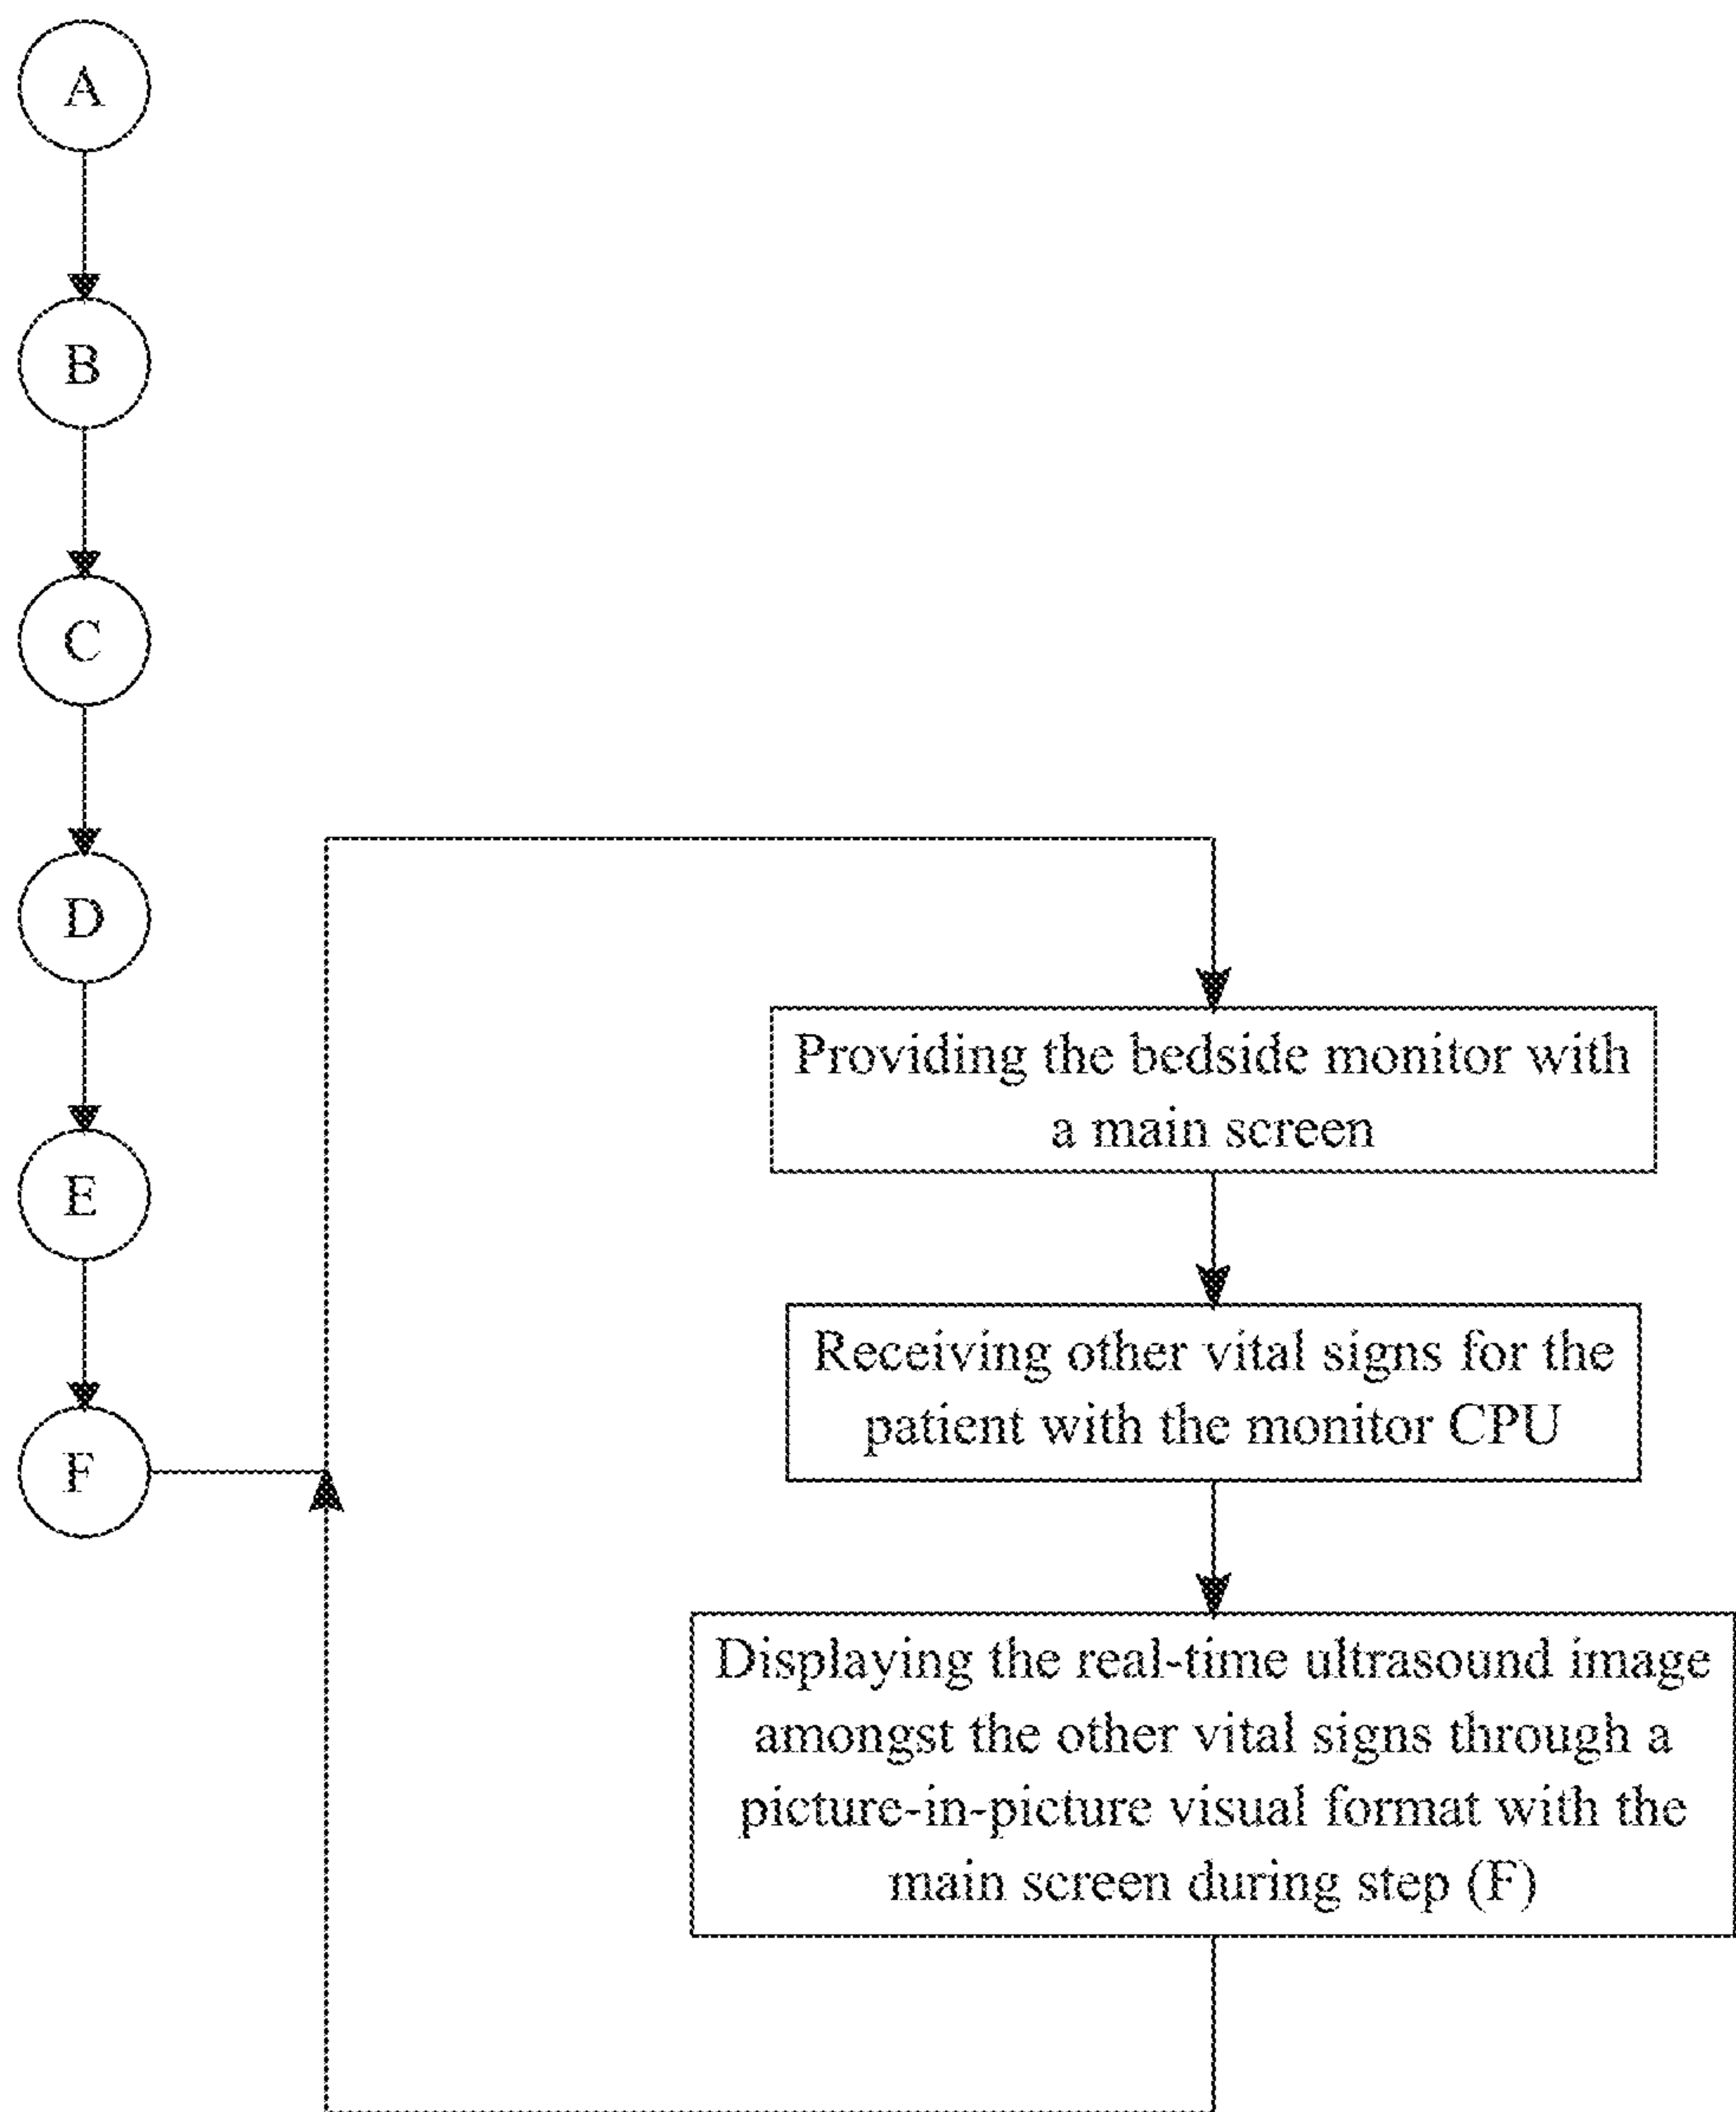 A
B
C
D
E
F
Providing the bedside monitor with
a main screen
Receiving other vital signs for the
patient with the monitor CPU
Displaying the real-time ultrasound image
amongst the other vital signs through a
picture-in-picture visual format with the
main screen during step (F)